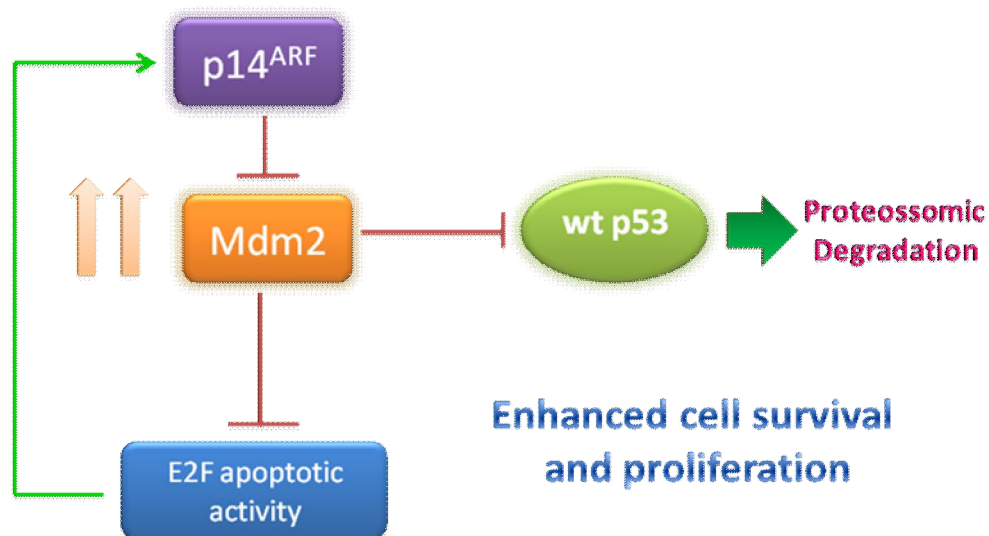 p14ARF
Mdm2
wt p53
Proteossomic
Degradation
Enhanced cell survival
and proliferation
E2F apoptotic
activity